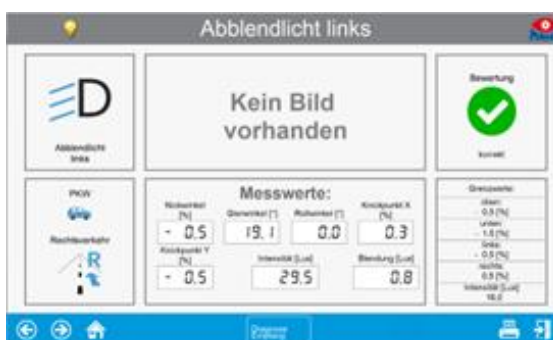 Abblendlicht links
Abblendlicht
links
Kein Bild
vorhanden
Bewertung
korrekt
PKW
Rechtsverkehr
R
Messwerte:
Nickwinkel
[%]
- 0.5
Gierwinkel [°]
19.1
Rollwinkel [°]
0.0
Knickpunkt X
[%]
0.3
Knickpunkt Y
[%]
- 0.5
Intensität [Lux]
29.5
Blendung [Lux]
0.8
Grenzwerte:
oben:
- 0.5 [%]
unten:
- 1.5 [%]
links:
- 0.5 [%]
rechts:
0.5 [%]
Intensität [Lux]